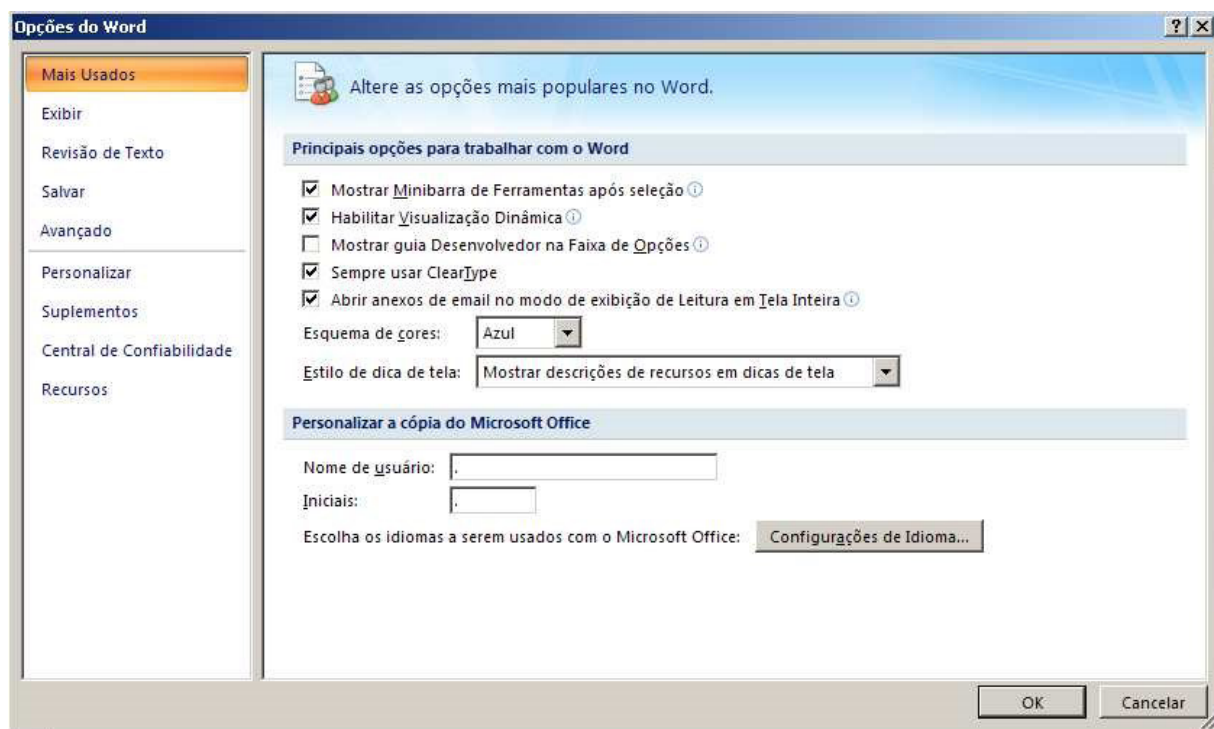 Opções do Word
Mais Usados
Exibir
Revisão de Texto
Salvar
Avançado
Personalizar
Suplementos
Central de Confiabilidade
Recursos
Altere as opções mais populares no Word.
Principais opções para trabalhar com o Word
Mostrar Minibarra de Ferramentas após seleção
Habilitar Visualização Dinâmica
Mostrar guia Desenvolvedor na Faixa de Opções
Sempre usar ClearType
Abrir anexos de email no modo de exibição de Leitura em Tela Inteira
Esquema de cores: Azul
Estilo de dica de tela: Mostrar descrições de recursos em dicas de tela
Personalizar a cópia do Microsoft Office
Nome de usuário: .
Iniciais: .
Escolha os idiomas a serem usados com o Microsoft Office: Configurações de Idioma...
OK Cancelar